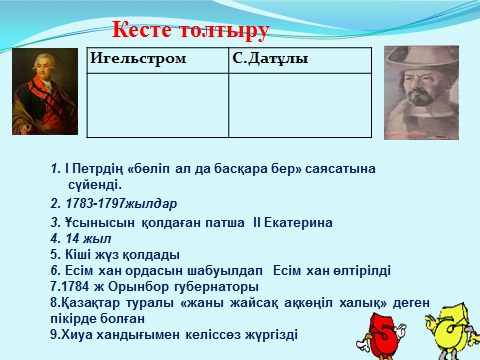 Кесте толтыру
Игельстром С.Датұлы
1. І Петрдің «бөліп ал да басқара бер» саясатына
сүйенді.
2. 1783-1797жылдар
3. Ұсынысын қолдаған патша ІІ Екатерина
4. 14 жыл
5. Кіші жүз қолдады
6. Есім хан ордасын шабуылдап Есім хан өлтірілді
7.1784 ж Орынбор губернаторы
8.Қазақтар туралы «жаны жайсақ ақкөңіл халық» деген
пікірде болған
9.Хиуа хандығымен келіссөз жүргізді